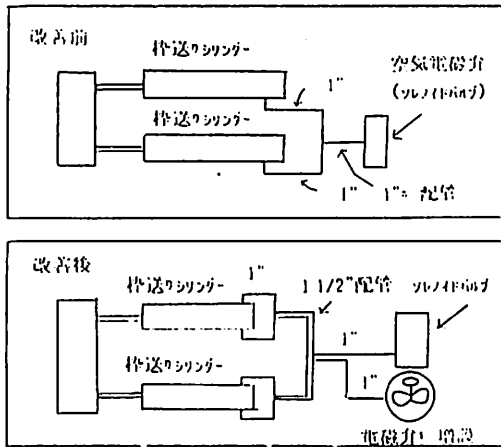 改善前
枠送りシリンダー
1"
空気電磁弁
(ソレノイドバルブ)
枠送りシリンダー
1"
1" 配管
改善後
枠送りシリンダー
1"
1 1/2"配管
ソレノイドバルブ
1"
枠送りシリンダー
1"
電磁弁 増設